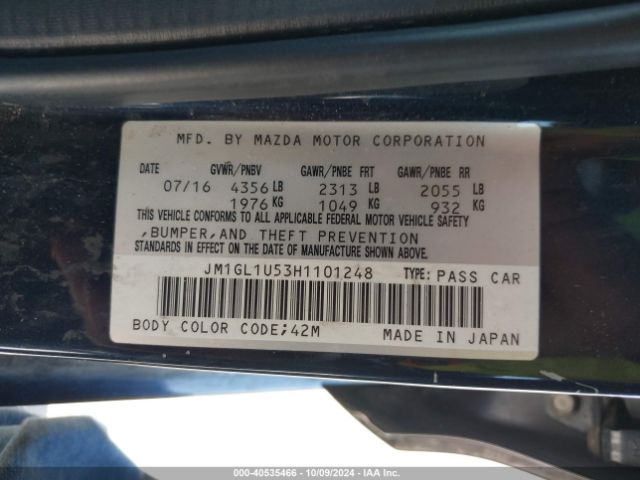 MFD. BY MAZDA MOTOR CORPORATION
DATE GVWR/PNBV GAWR/PNBE FRT GAWR/PNBE RR
07/16 4356 LB 2313 LB 2055 LB
1976 KG 1049 KG 932 KG
THIS VEHICLE CONFORMS TO ALL APPLICABLE FEDERAL MOTOR VEHICLE SAFETY
,BUMPER,AND THEFT PREVENTION
STANDARDS IN EFFECT ON THE DATE OF MANUFACTURE SHOWN ABOVE.
JM1GL1U53H1101248 TYPE: PASS CAR
BODY COLOR CODE;42M MADE IN JAPAN
000-40535466 - 10/09/2024 - IAA Inc.